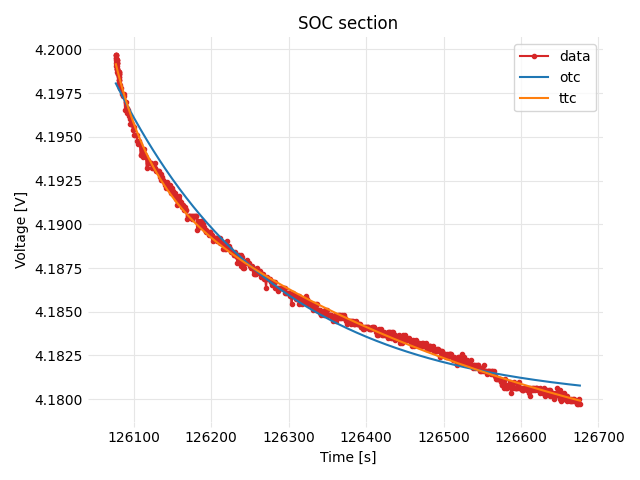 SOC section
data
otc
ttc
4.2000
4.1975
4.1950
4.1925
4.1900
4.1875
4.1850
4.1825
4.1800
Voltage [V]
126100 126200 126300 126400 126500 126600 126700
Time [s]